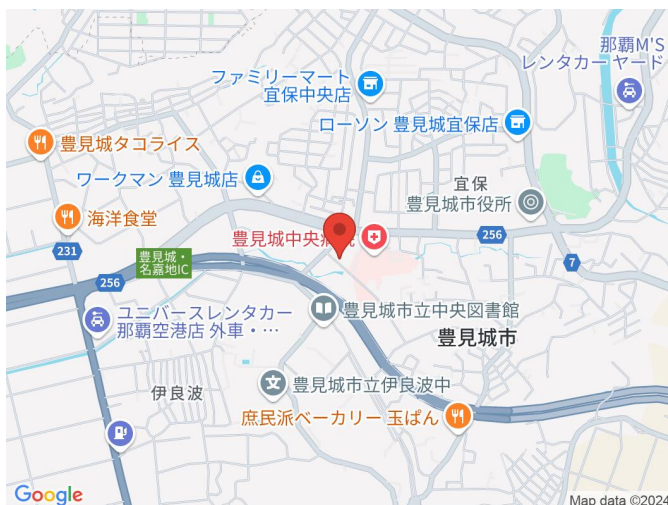 那覇M'S
レンタカー ヤード
ファミリーマート
宜保中央店
ローソン 豊見城宜保店
豊見城タコライス
ワークマン 豊見城店
宜保
豊見城市役所
海洋食堂
豊見城中央病院
256
231
豊見城・
名嘉地IC
7
256
ユニバースレンタカー
那覇空港店 外車・…
豊見城市立中央図書館
豊見城市
伊良波
豊見城市立伊良波中
庶民派ベーカリー 玉ぱん
Google
Map data ©2024